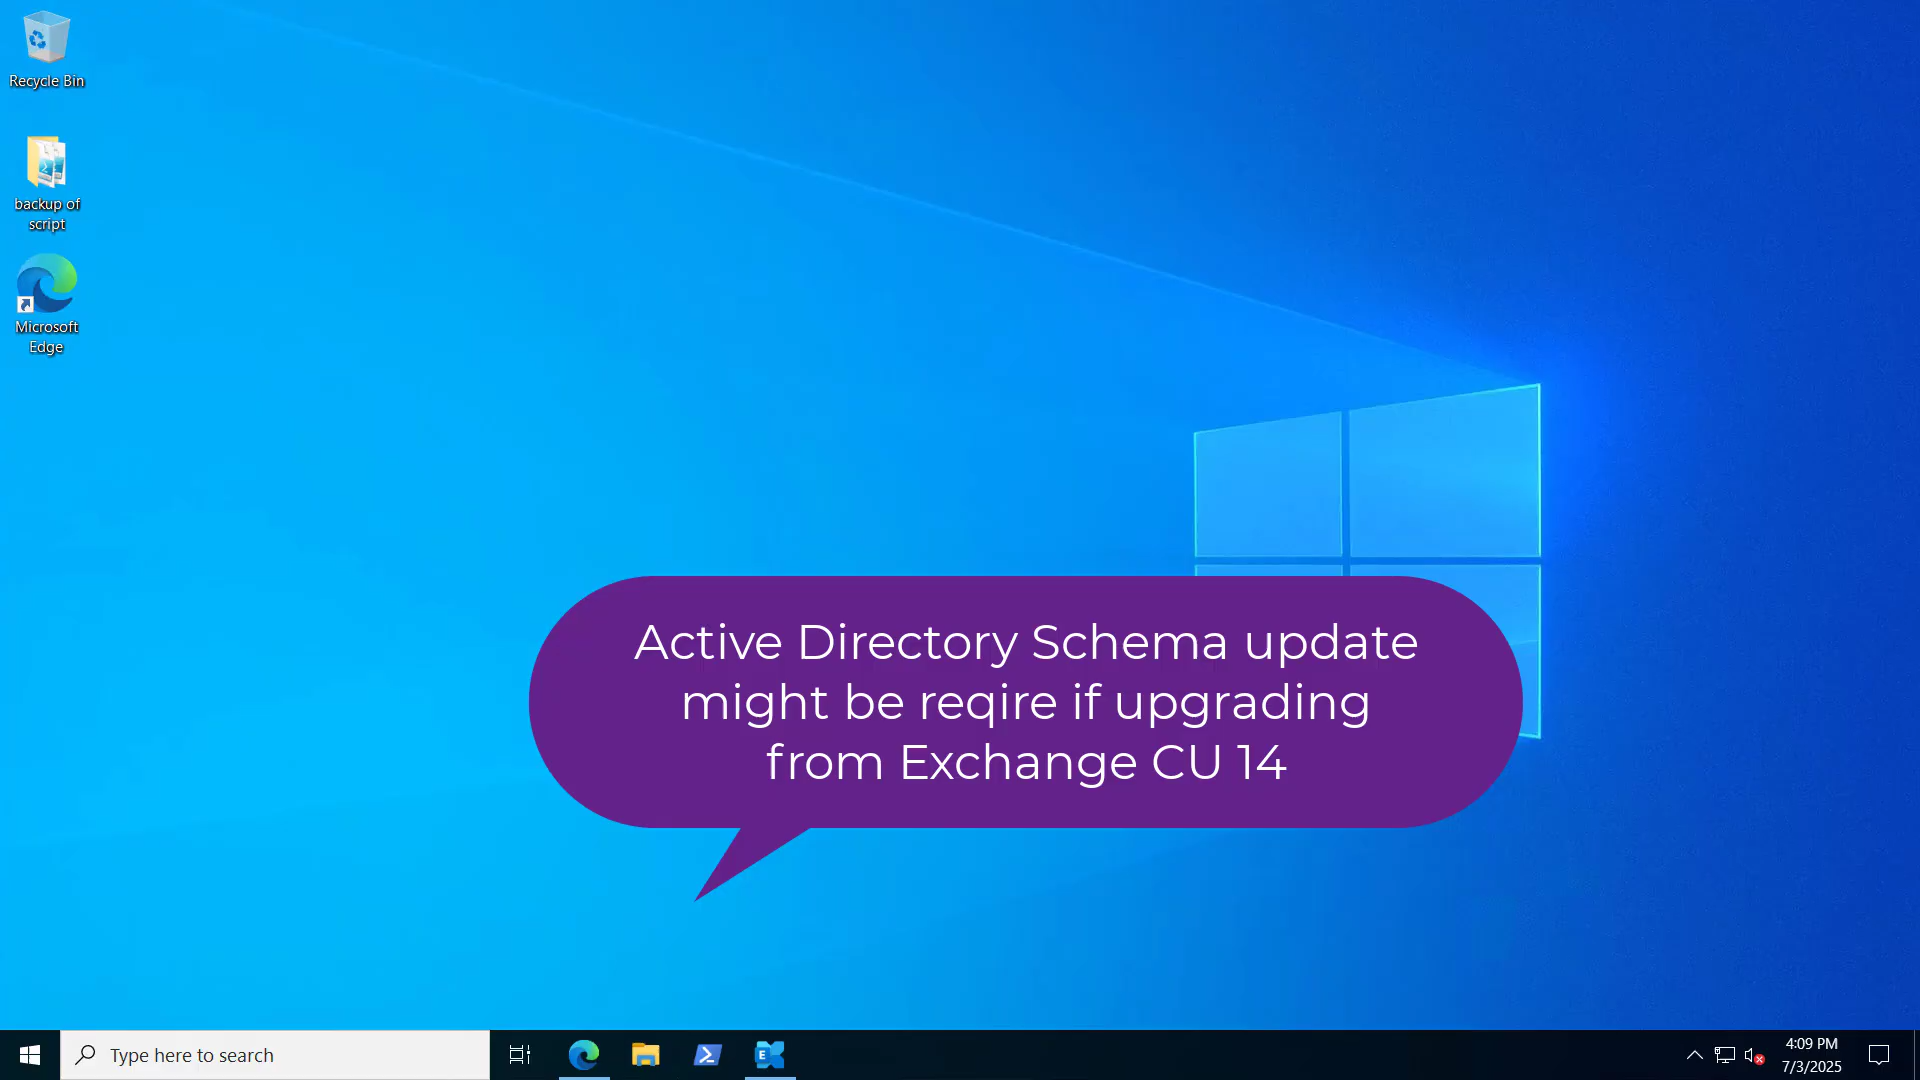 Recycle Bin
backup of
script
Microsoft
Edge
Active Directory Schema update
might be reqire if upgrading
from Exchange CU 14
Type here to search
E
4:09 PM
7/3/2025